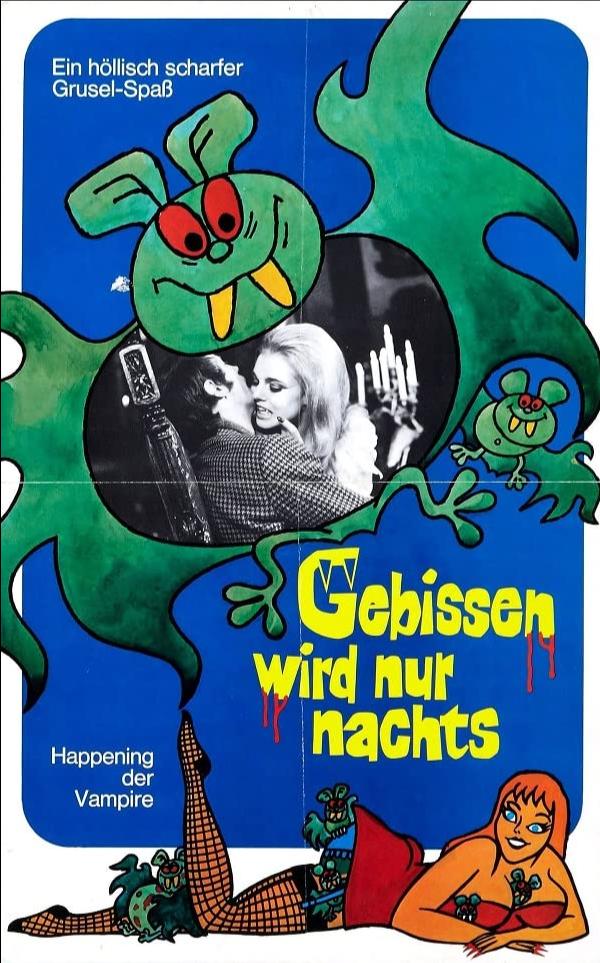 Ein höllisch scharfer
Grusel-Spaß
Gebissen
wird nur
nachts
Happening
der
Vampire